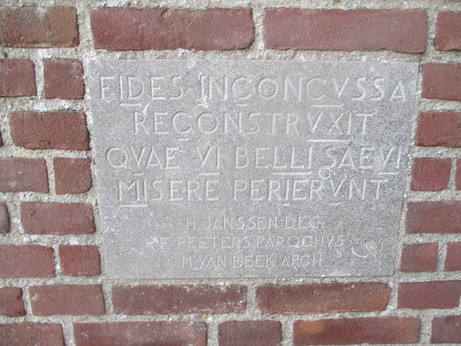 FIDES INCONCVSSA
RECONSTRVXIT
QVAE VI BELLI SAEVI
MISERE PERIERVNT
H. JANSSEN DEC.
F. PEETERS PAROCHVS
M. VAN BEEK ARCH